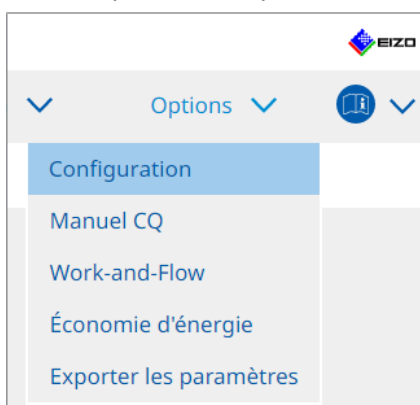 EIZO
Options
Configuration
Manuel CQ
Work-and-Flow
Économie d'énergie
Exporter les paramètres